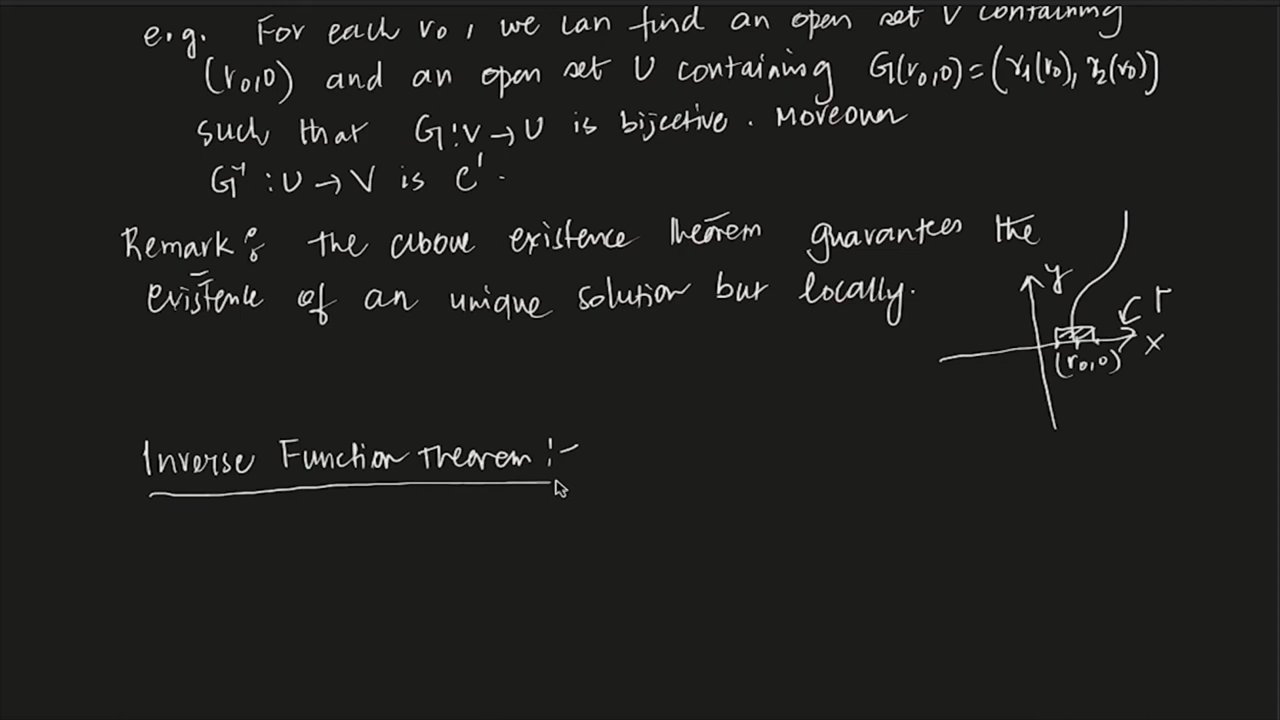 e.g. For each r0, we can find an open set V containing
(r0,0) and an open set U containing G(r0,0) = (γ1(r0), γ2(r0))
such that G : V → U is bijective. Moreover
G⁻¹ : U → V is C¹.
Remark : the above existence theorem guarantees the
existence of an unique solution but locally.
y
Γ
x
(r0,0)
Inverse Function Theorem :-